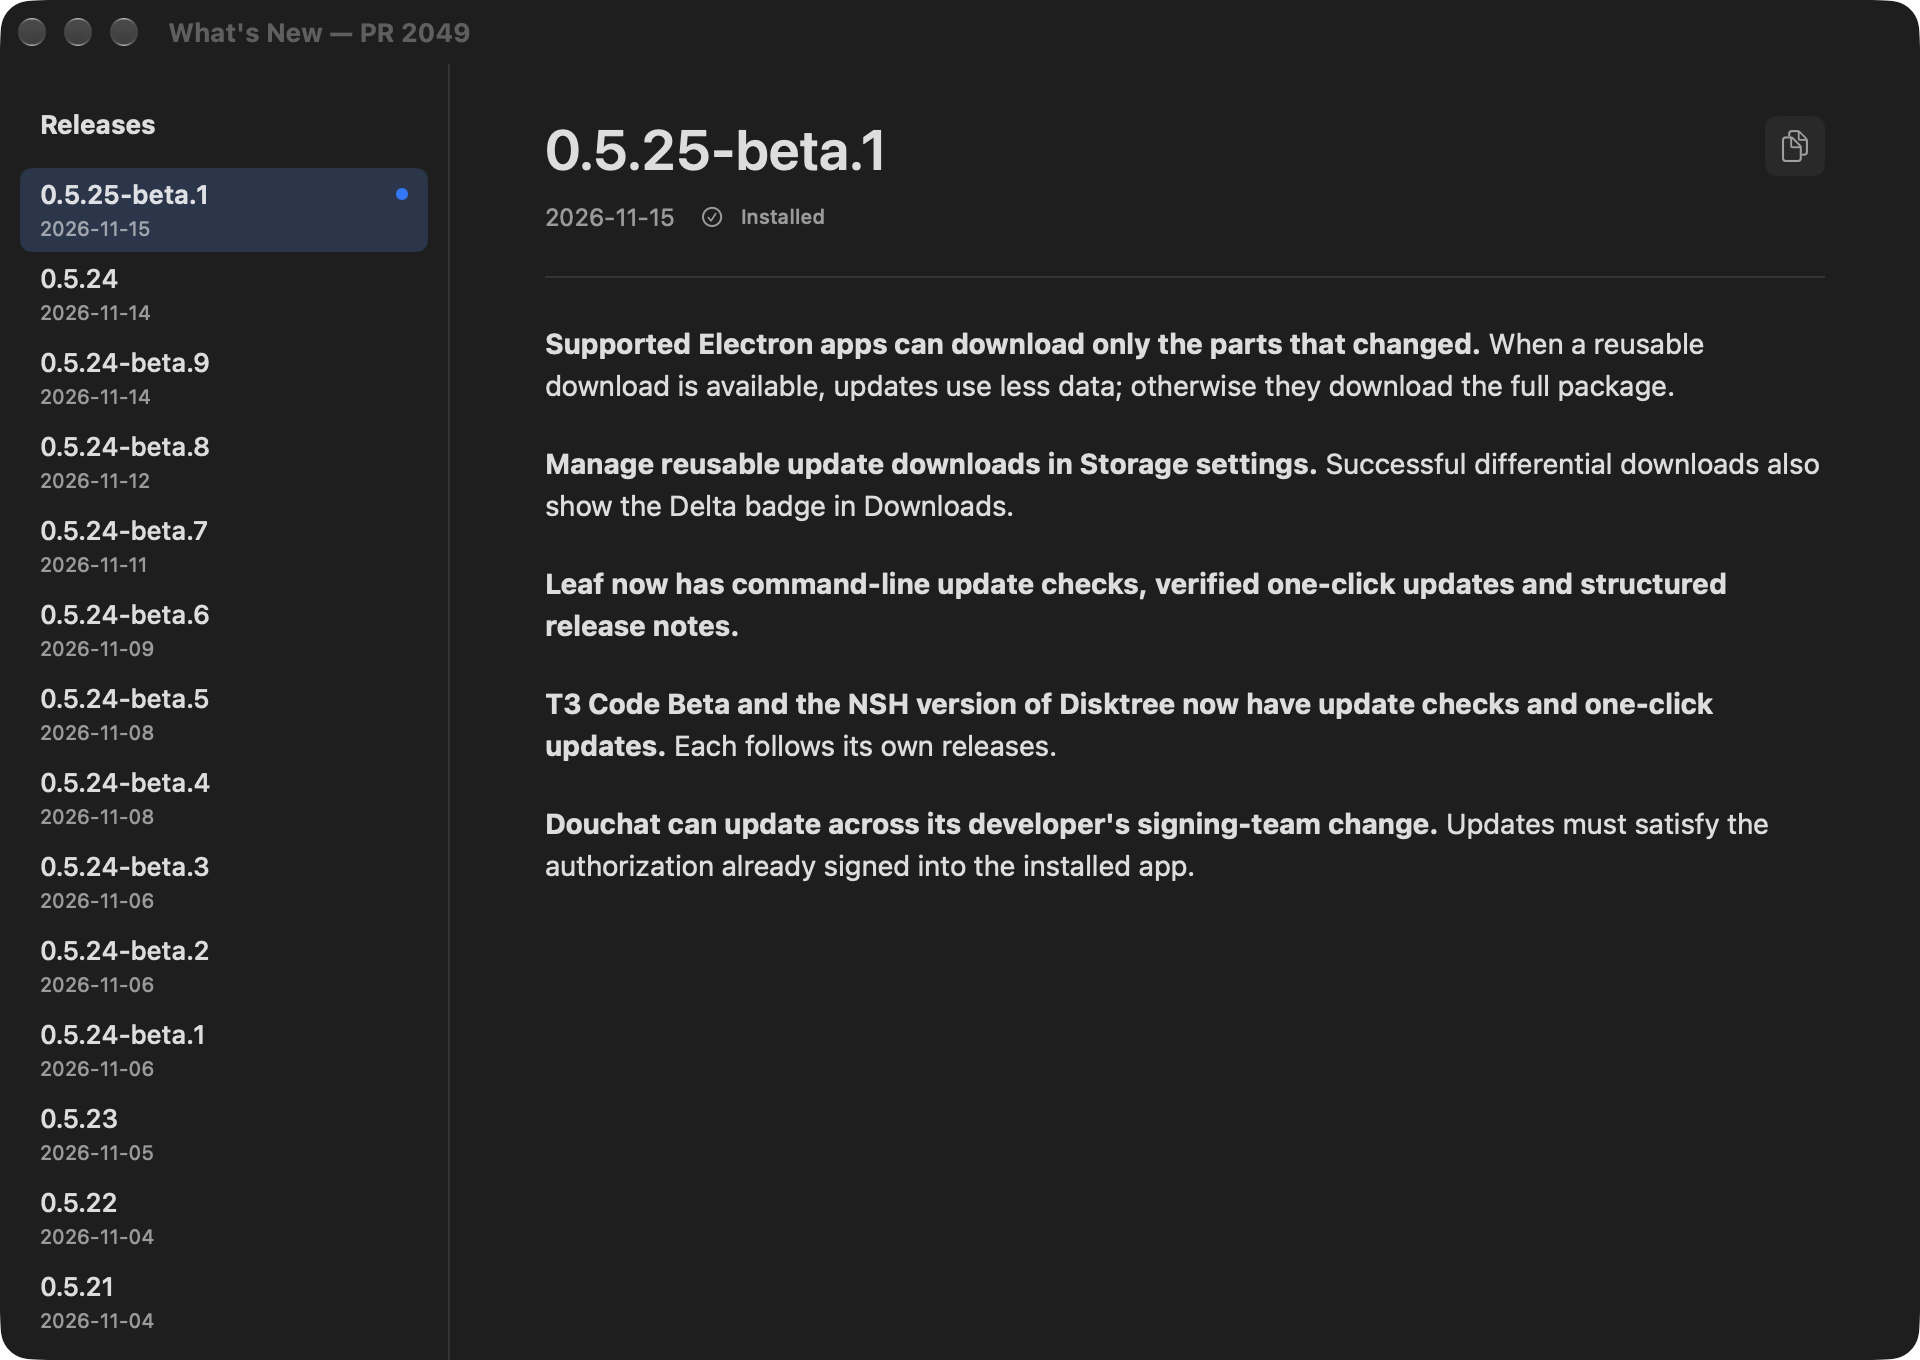 What's New — PR 2049
Releases
0.5.25-beta.1
2026-11-15
0.5.24
2026-11-14
0.5.24-beta.9
2026-11-14
0.5.24-beta.8
2026-11-12
0.5.24-beta.7
2026-11-11
0.5.24-beta.6
2026-11-09
0.5.24-beta.5
2026-11-08
0.5.24-beta.4
2026-11-08
0.5.24-beta.3
2026-11-06
0.5.24-beta.2
2026-11-06
0.5.24-beta.1
2026-11-06
0.5.23
2026-11-05
0.5.22
2026-11-04
0.5.21
2026-11-04
0.5.25-beta.1
2026-11-15 Installed
Supported Electron apps can download only the parts that changed. When a reusable
download is available, updates use less data; otherwise they download the full package.
Manage reusable update downloads in Storage settings. Successful differential downloads also
show the Delta badge in Downloads.
Leaf now has command-line update checks, verified one-click updates and structured
release notes.
T3 Code Beta and the NSH version of Disktree now have update checks and one-click
updates. Each follows its own releases.
Douchat can update across its developer's signing-team change. Updates must satisfy the
authorization already signed into the installed app.